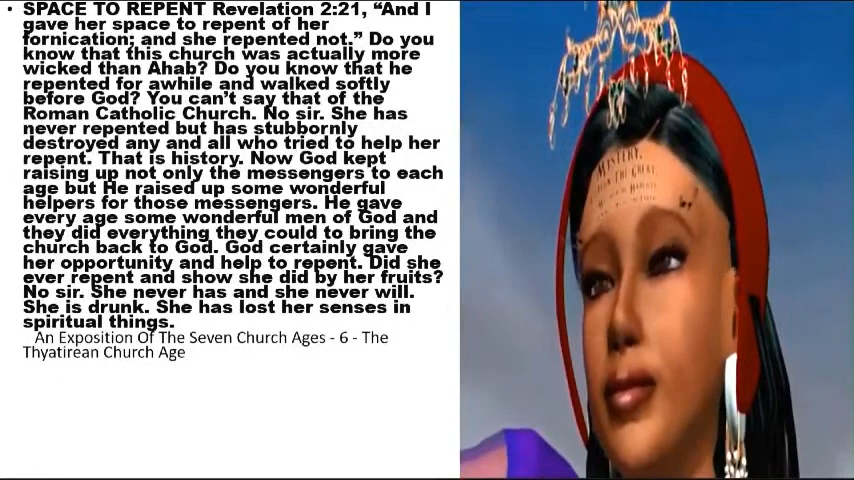 • SPACE TO REPENT Revelation 2:21, “And I
gave her space to repent of her
fornication; and she repented not.” Do you
know that this church was actually more
wicked than Ahab? Do you know that he
repented for awhile and walked softly
before God? You can’t say that of the
Roman Catholic Church. No sir. She has
never repented but has stubbornly
destroyed any and all who tried to help her
repent. That is history. Now God kept
raising up not only the messengers to each
age but He raised up some wonderful
helpers for those messengers. He gave
every age some wonderful men of God and
they did everything they could to bring the
church back to God. God certainly gave
her opportunity and help to repent. Did she
ever repent and show she did by her fruits?
No sir. She never has and she never will.
She is drunk. She has lost her senses in
spiritual things.
An Exposition Of The Seven Church Ages - 6 - The
Thyatirean Church Age
MYSTERY,
THE GREAT,